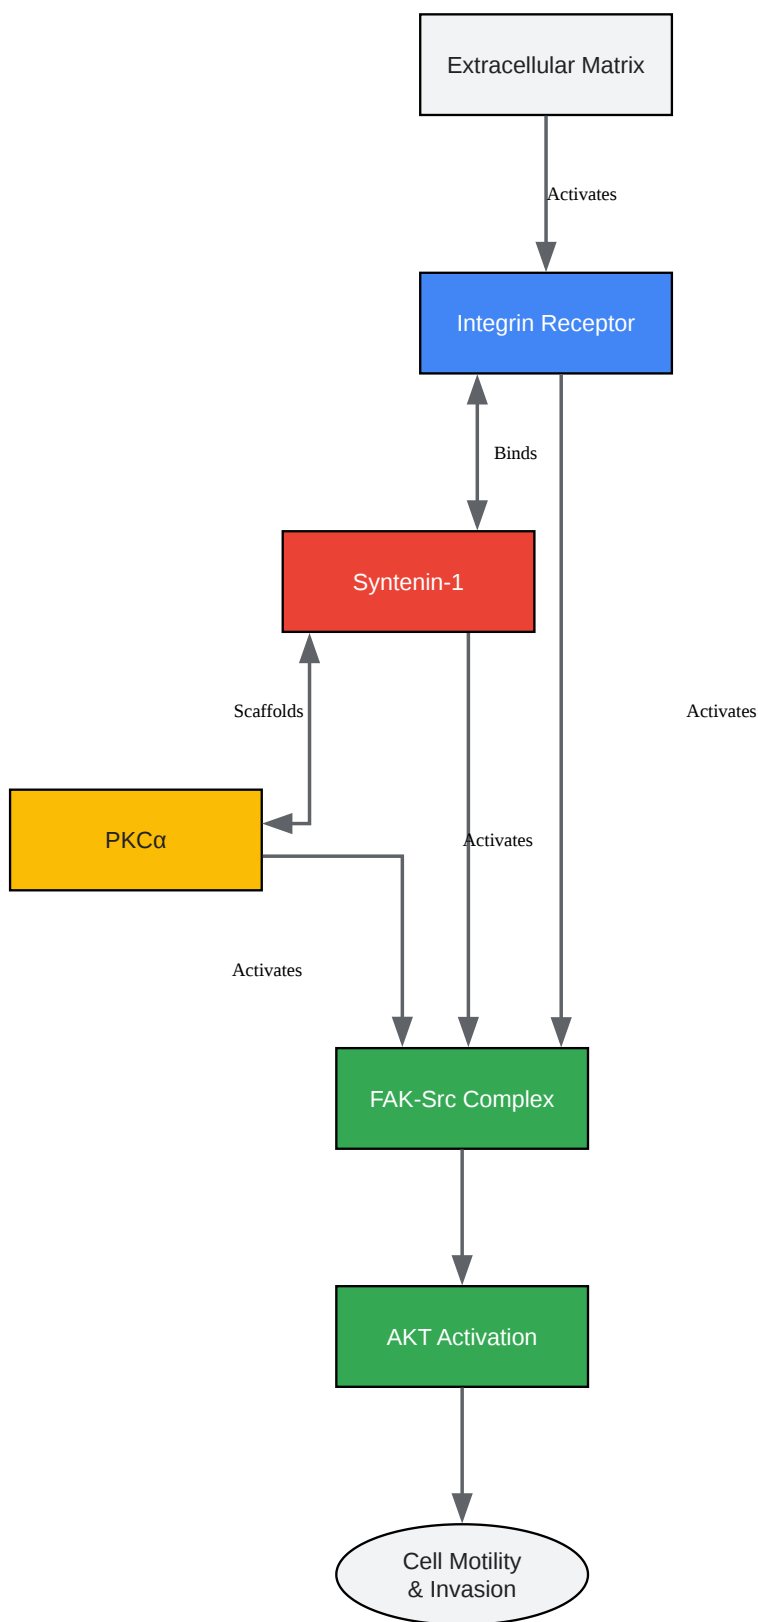 Extracellular Matrix
Activates
Integrin Receptor
Binds
Syntenin-1
Scaffolds
Activates
PKCα
Activates
Activates
FAK-Src Complex
AKT Activation
Cell Motility
& Invasion